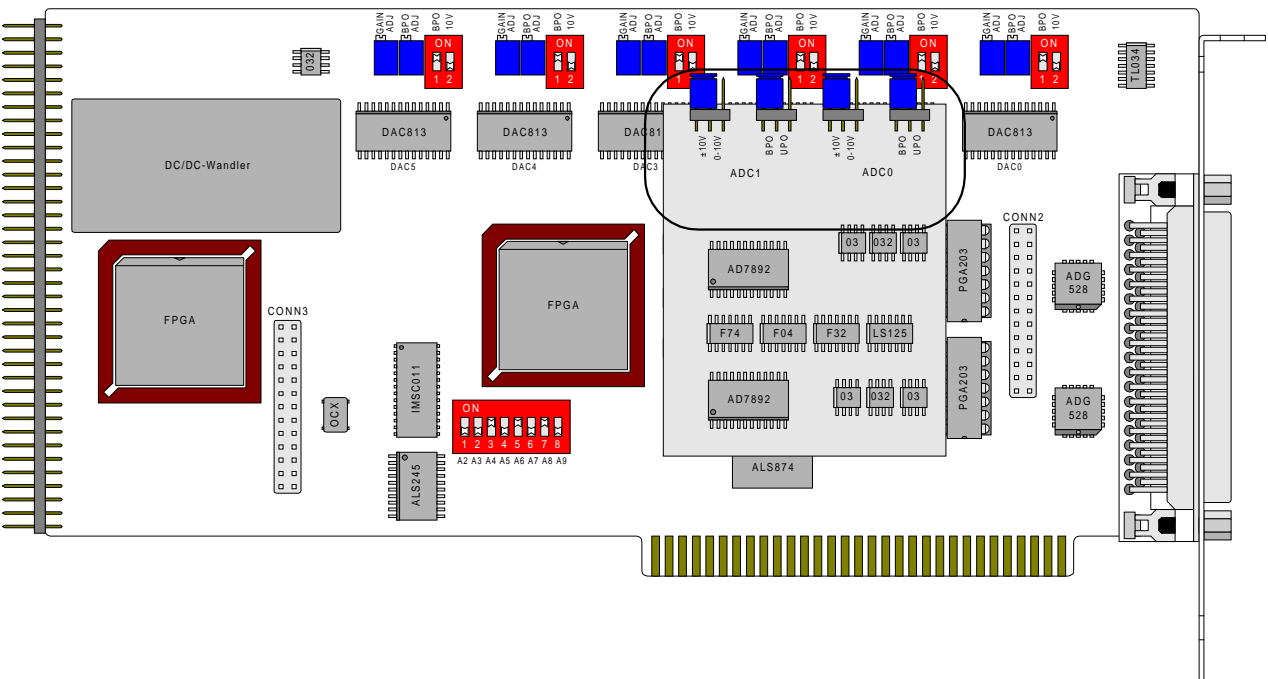 GAIN ADJ BPO ADJ BPO 10V
GAIN ADJ BPO ADJ BPO 10V
GAIN ADJ BPO ADJ BPO 10V
GAIN ADJ BPO ADJ BPO 10V
GAIN ADJ BPO ADJ BPO 10V
GAIN ADJ BPO ADJ BPO 10V
ON 1 2
ON 1 2
ON 1
ON 1 2
ON 1 2
ON 1 2
032
TL034
DAC813
DAC5
DAC813
DAC4
DAC81
DAC3
DAC813
DAC0
±10V 0-10V
BPO UPO
±10V 0-10V
BPO UPO
ADC1
ADC0
DC/DC-Wandler
FPGA
CONN3
OCX
IMSC011
ALS245
FPGA
ON
1 2 3 4 5 6 7 8
A2 A3 A4 A5 A6 A7 A8 A9
03 032 03
AD7892
F74 F04 F32 LS125
AD7892
03 032 03
ALS874
PGA203
PGA203
CONN2
ADG
528
ADG
528